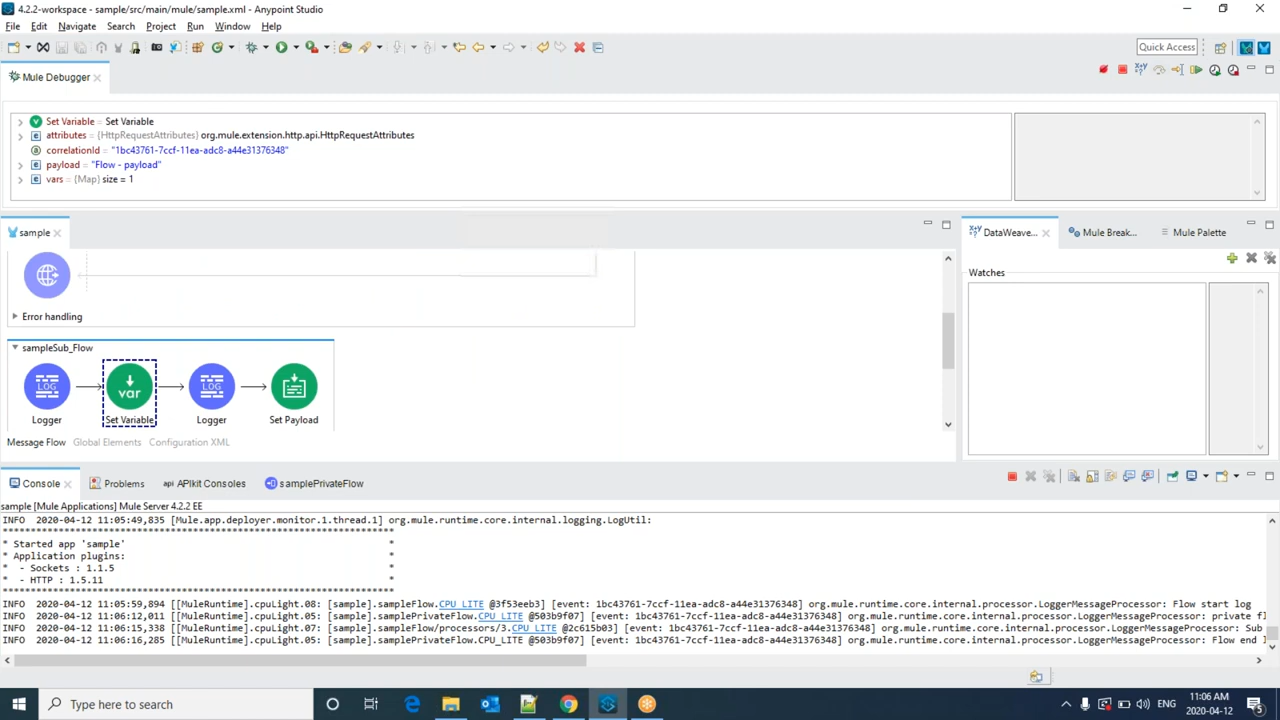 4.2.2-workspace - sample/src/main/mule/sample.xml - Anypoint Studio
File Edit Navigate Search Project Run Window Help
Quick Access
Mule Debugger
Set Variable = Set Variable
attributes = {HttpRequestAttributes} org.mule.extension.http.api.HttpRequestAttributes
correlationId = "1bc43761-7ccf-11ea-adc8-a44e31376348"
payload = "Flow - payload"
vars = {Map} size = 1
sample
DataWeave... Mule Break... Mule Palette
Watches
Error handling
sampleSub_Flow
LOG var LOG
Logger Set Variable Logger Set Payload
Message Flow Global Elements Configuration XML
Console Problems api APIkit Consoles samplePrivateFlow
sample [Mule Applications] Mule Server 4.2.2 EE
INFO 2020-04-12 11:05:49,835 [Mule.app.deployer.monitor.1.thread.1] org.mule.runtime.core.internal.logging.LogUtil:
**********************************************************************
* Started app 'sample' *
* Application plugins: *
* - Sockets : 1.1.5 *
* - HTTP : 1.5.11 *
**********************************************************************
INFO 2020-04-12 11:05:59,894 [[MuleRuntime].cpuLight.08: [sample].sampleFlow.CPU_LITE @3f53eeb3] [event: 1bc43761-7ccf-11ea-adc8-a44e31376348] org.mule.runtime.core.internal.processor.LoggerMessageProcessor: Flow start log
INFO 2020-04-12 11:06:12,011 [[MuleRuntime].cpuLight.05: [sample].samplePrivateFlow.CPU_LITE @503b9f07] [event: 1bc43761-7ccf-11ea-adc8-a44e31376348] org.mule.runtime.core.internal.processor.LoggerMessageProcessor: private fl
INFO 2020-04-12 11:06:15,338 [[MuleRuntime].cpuLight.07: [sample].sampleFlow/processors/3.CPU_LITE @2c615b03] [event: 1bc43761-7ccf-11ea-adc8-a44e31376348] org.mule.runtime.core.internal.processor.LoggerMessageProcessor: Sub
INFO 2020-04-12 11:06:16,285 [[MuleRuntime].cpuLight.05: [sample].samplePrivateFlow.CPU_LITE @503b9f07] [event: 1bc43761-7ccf-11ea-adc8-a44e31376348] org.mule.runtime.core.internal.processor.LoggerMessageProcessor: Flow end l
Type here to search
ENG
11:06 AM
2020-04-12
5